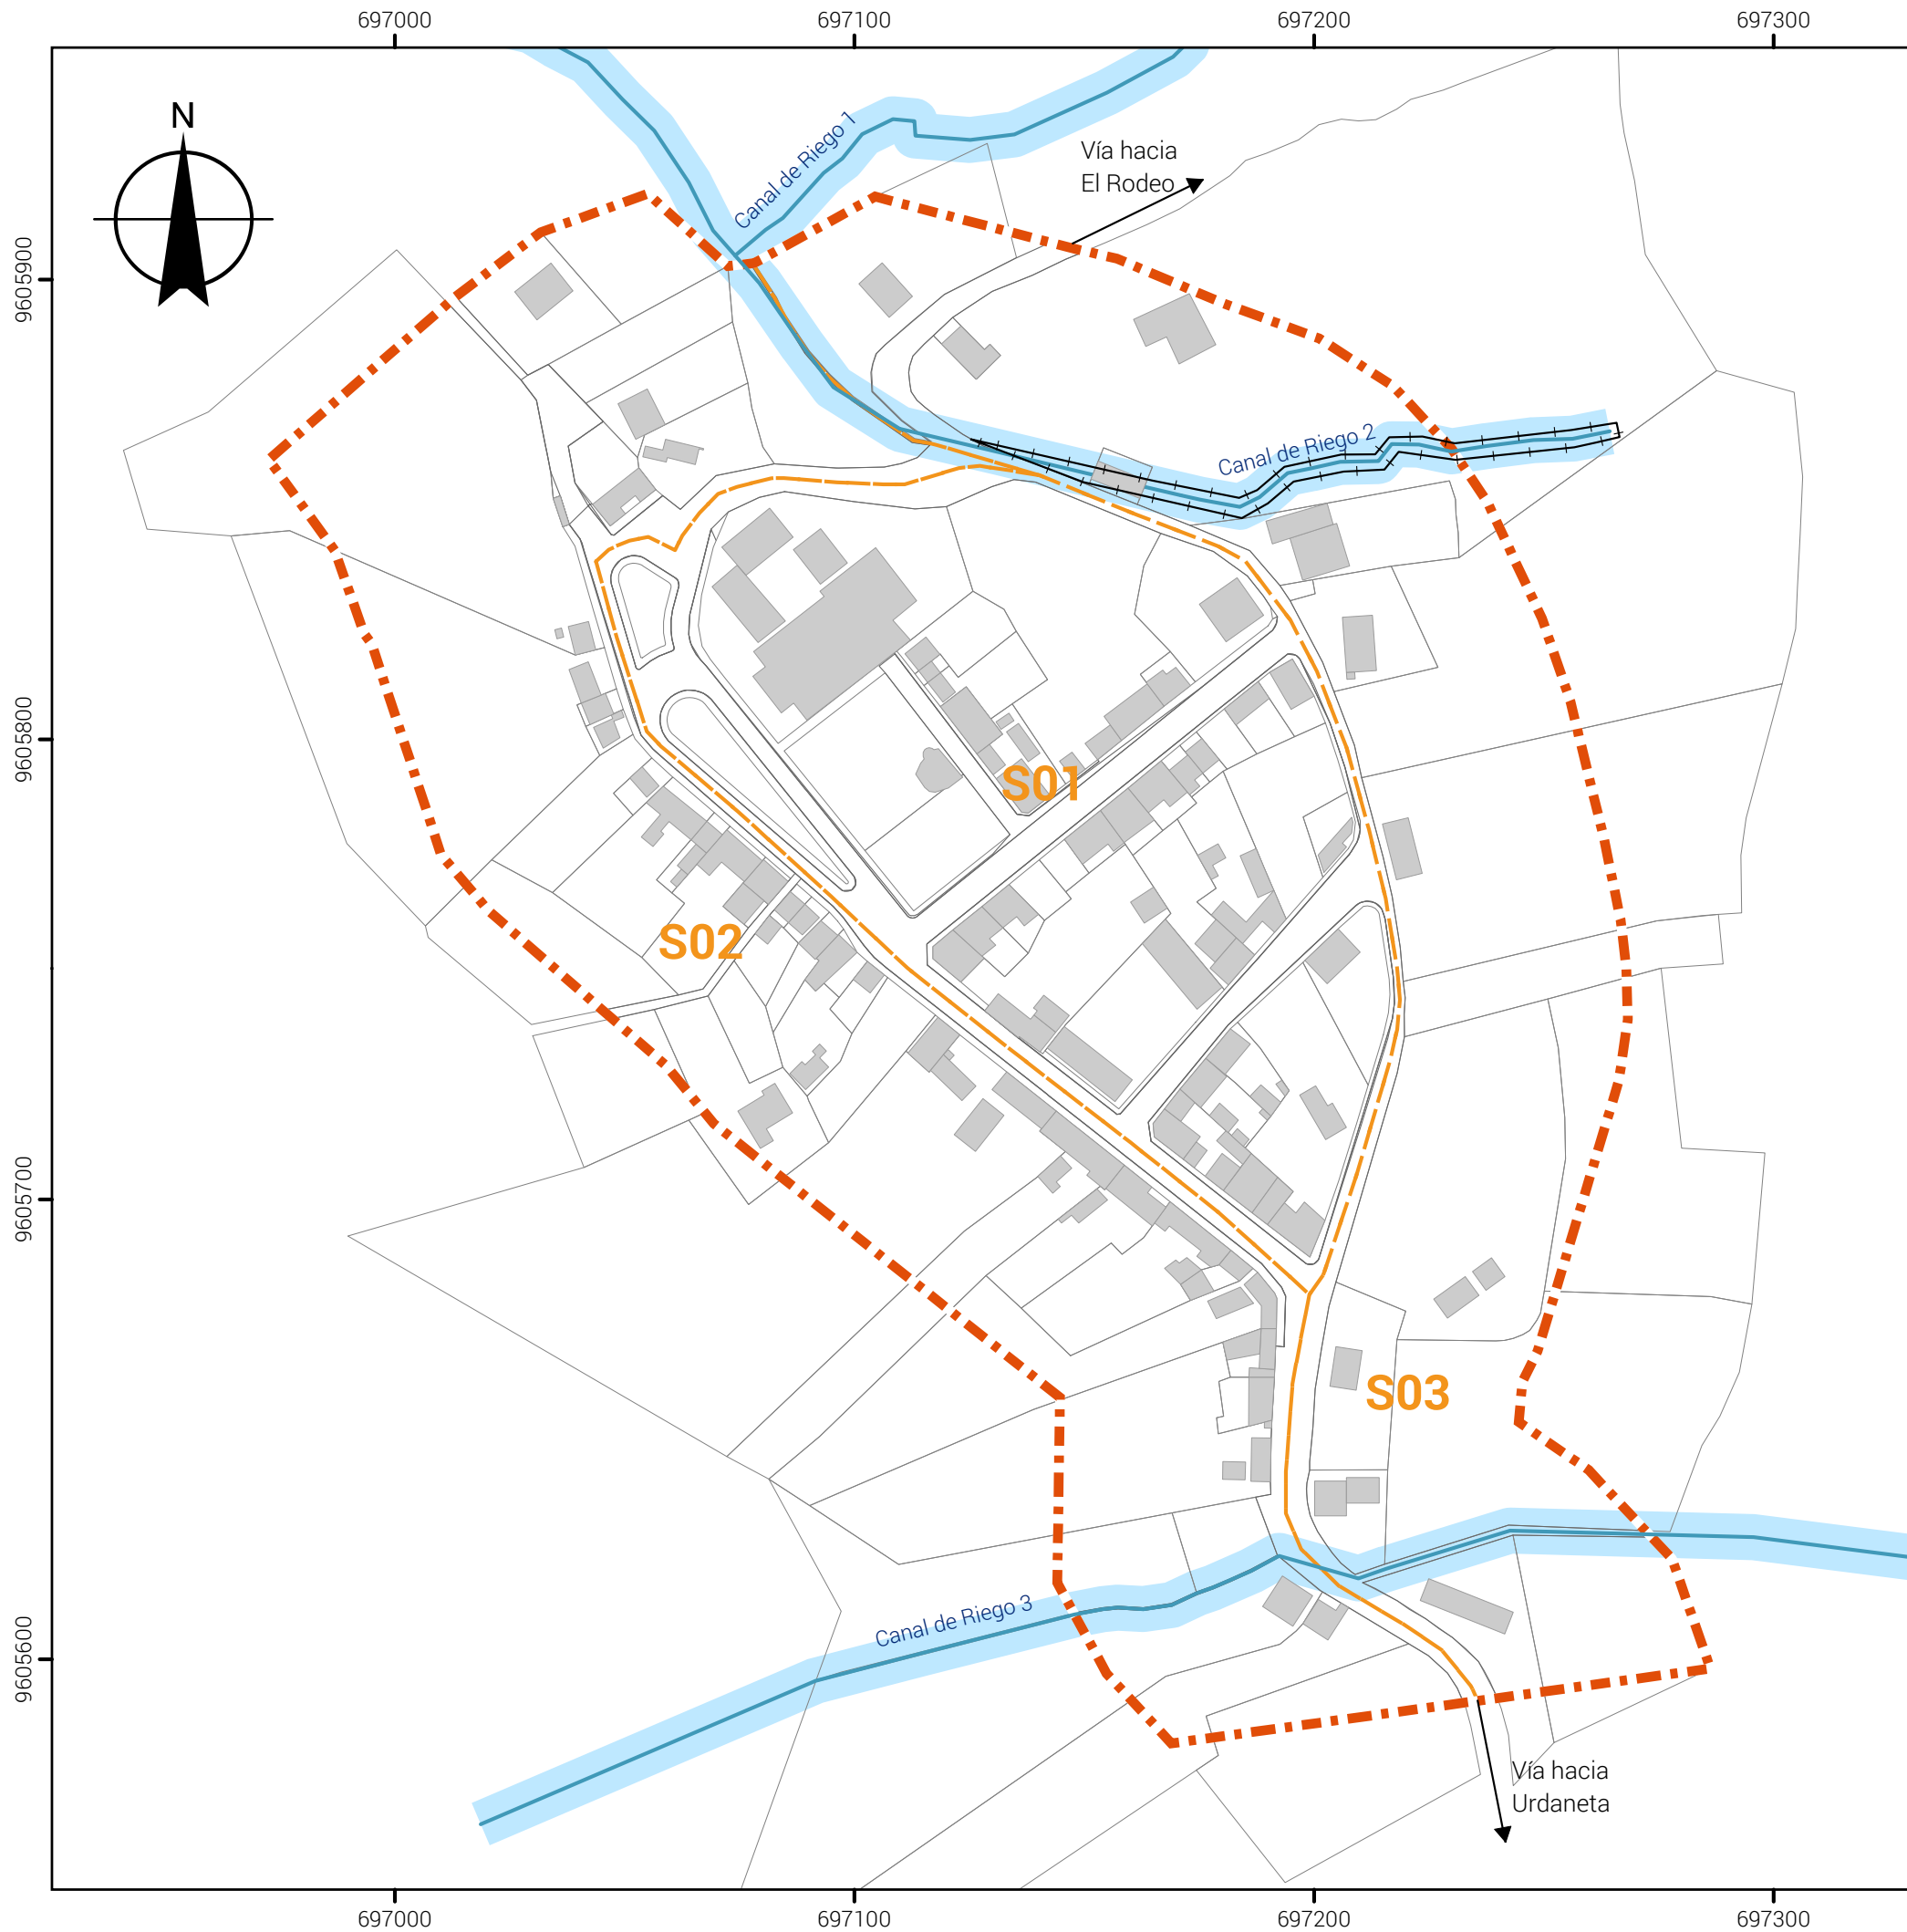 697000 697100 697200 697300
N
Canal de Riego 1
Vía hacia
El Rodeo
9605900
Canal de Riego 2
9605800
S01
S02
9605700
S03
Canal de Riego 3
9605600
Vía hacia
Urdaneta
697000 697100 697200 697300